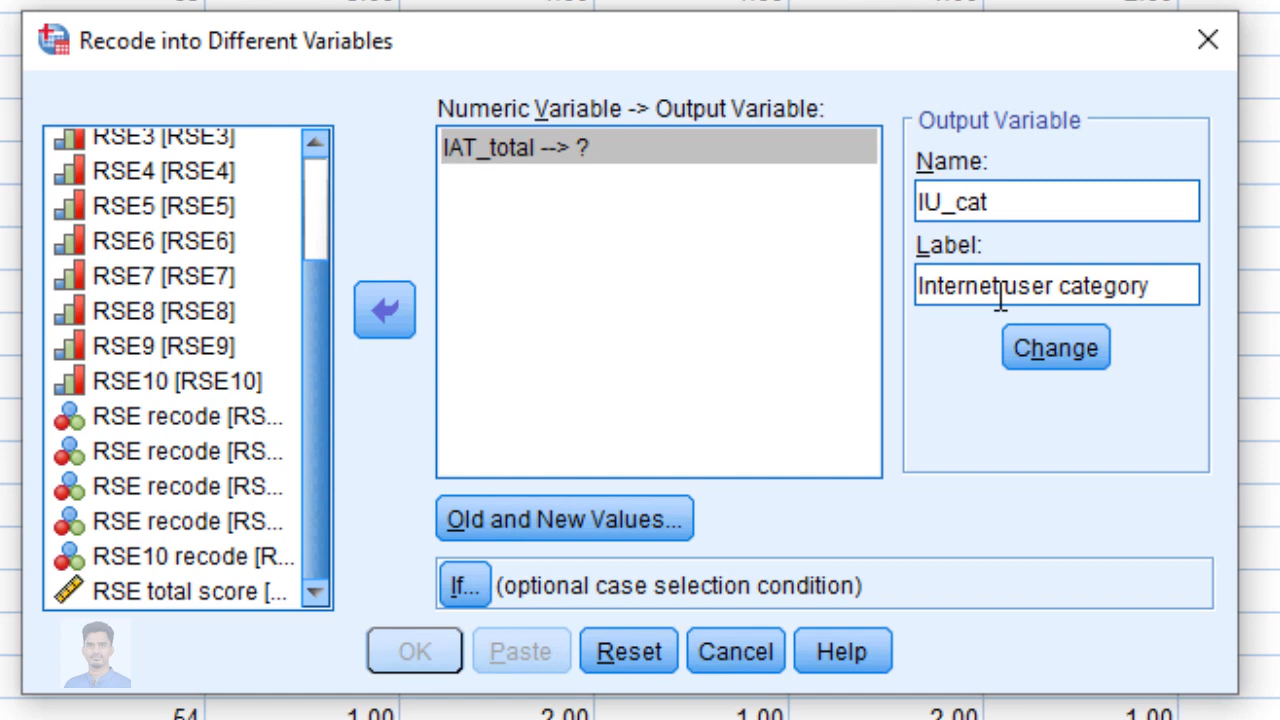 Recode into Different Variables
Numeric Variable -> Output Variable:
RSE3 [RSE3]
RSE4 [RSE4]
RSE5 [RSE5]
RSE6 [RSE6]
RSE7 [RSE7]
RSE8 [RSE8]
RSE9 [RSE9]
RSE10 [RSE10]
RSE recode [RS...
RSE recode [RS...
RSE recode [RS...
RSE recode [RS...
RSE10 recode [R...
RSE total score [...
IAT_total --> ?
Output Variable
Name:
IU_cat
Label:
Internet user category
Change
Old and New Values...
If... (optional case selection condition)
OK Paste Reset Cancel Help
54 1.00 2.00 1.00 2.00 1.00